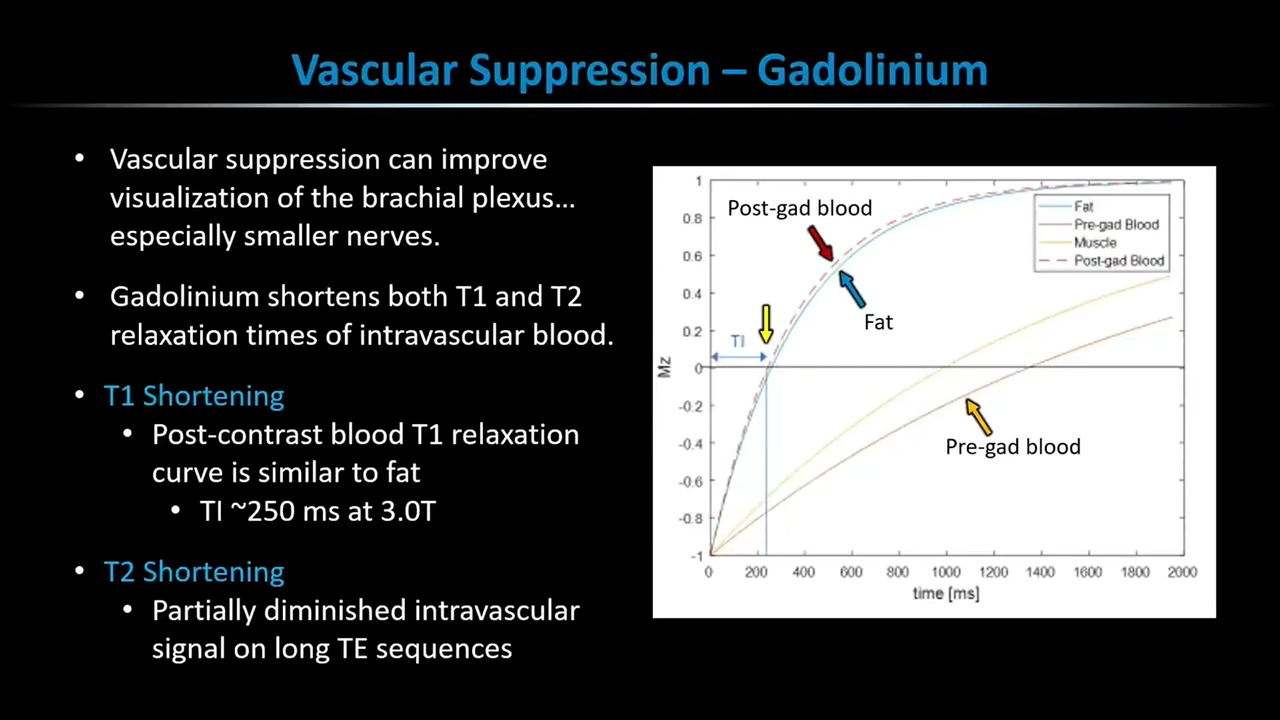 Vascular Suppression – Gadolinium
• Vascular suppression can improve
visualization of the brachial plexus...
especially smaller nerves.
• Gadolinium shortens both T1 and T2
relaxation times of intravascular blood.
• T1 Shortening
• Post-contrast blood T1 relaxation
curve is similar to fat
• TI ~250 ms at 3.0T
• T2 Shortening
• Partially diminished intravascular
signal on long TE sequences
1
0.8
0.6
0.4
0.2
0
-0.2
-0.4
-0.6
-0.8
-1
Mz
Post-gad blood
Fat
TI
Pre-gad blood
Fat
Pre-gad Blood
Muscle
Post-gad Blood
0 200 400 600 800 1000 1200 1400 1600 1800 2000
time [ms]